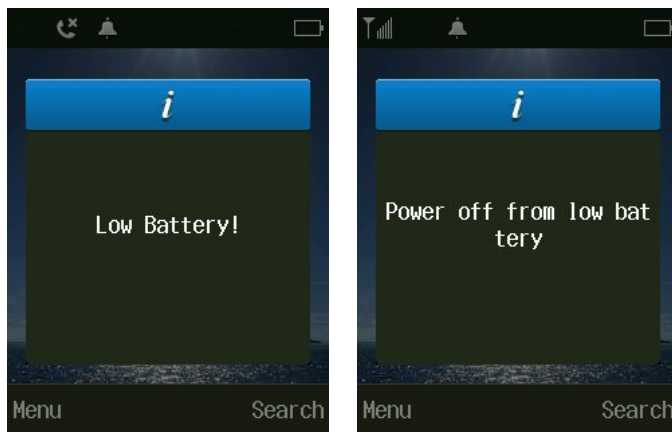 i
Low Battery!
Menu Search
i
Power off from low bat
tery
Menu Search